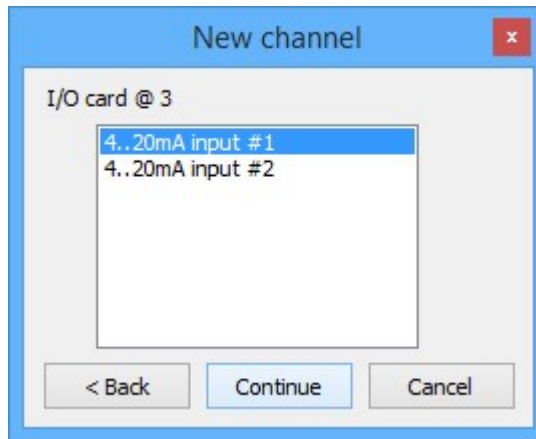 New channel
x
I/O card @ 3
4..20mA input #1
4..20mA input #2
< Back
Continue
Cancel